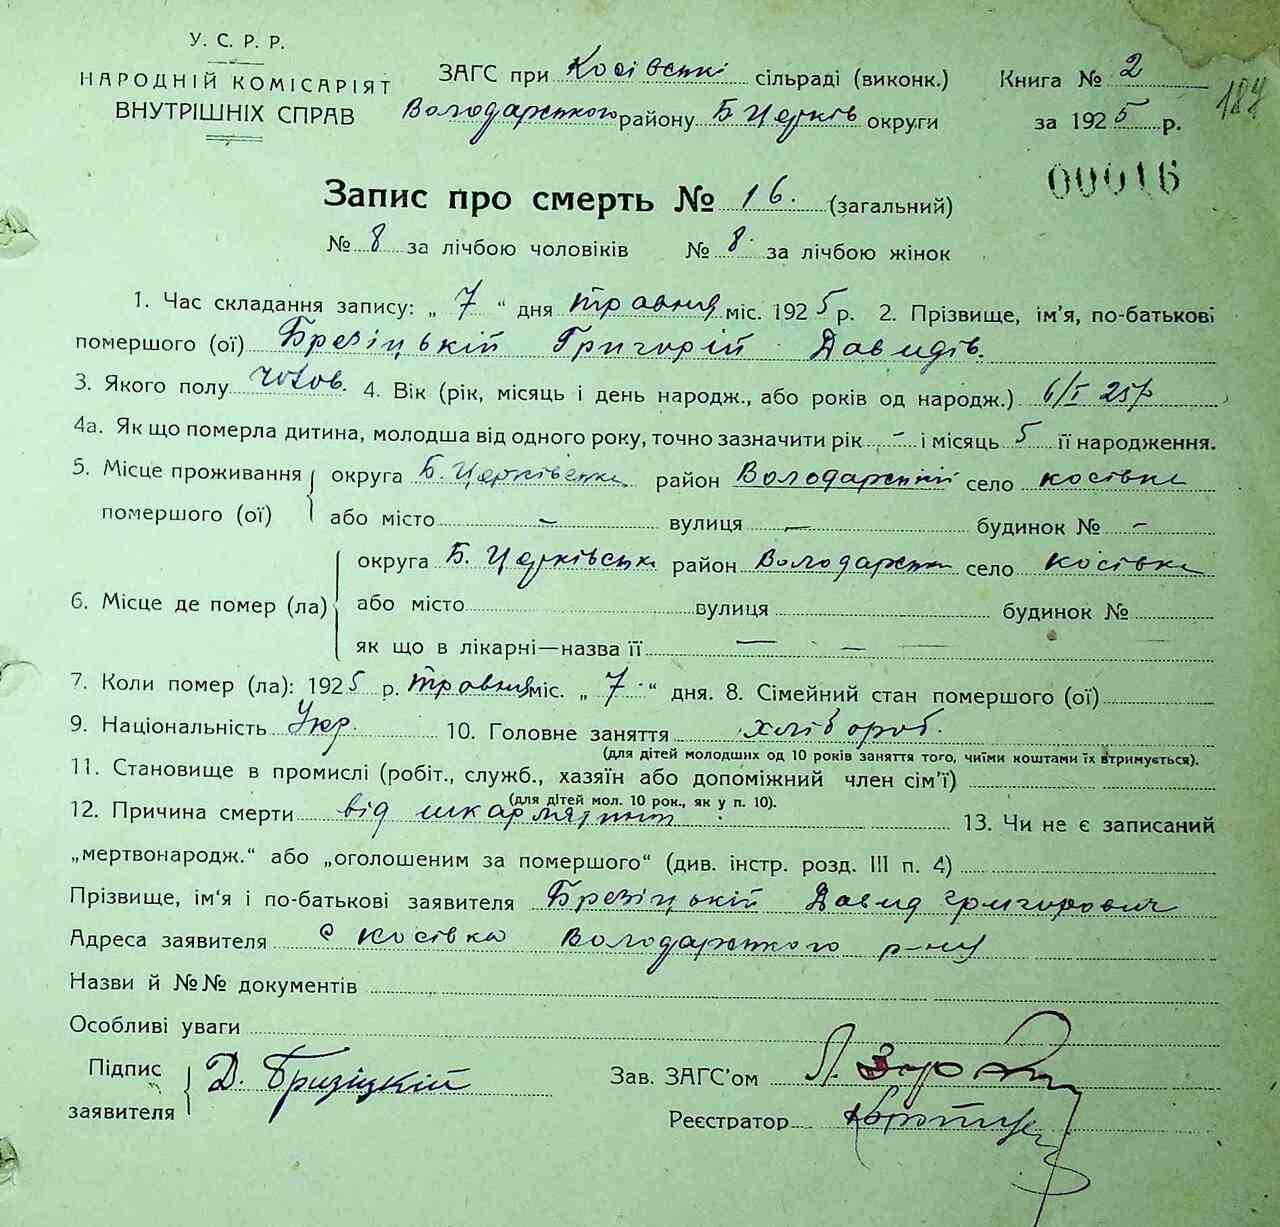 У. С. Р. Р.
НАРОДНІЙ КОМІСАРІЯТ
ВНУТРІШНІХ СПРАВ
ЗАГС при Косівські сільраді (виконк.)
Володарського району Б Церків округи
Книга № 2
за 1925 р.
184
00016
Запис про смерть № 16. (загальний)
№ 8 за лічбою чоловіків № 8 за лічбою жінок
1. Час складання запису: „ 7 “ дня травня міс. 1925 р. 2. Прізвище, ім'я, по-батькові
помершого (ої) Брезіцькій Григорій Давидів.
3. Якого полу чолов. 4. Вік (рік, місяць і день народж., або років од народж.) 6/I 25р
4а. Як що померла дитина, молодша від одного року, точно зазначити рік - і місяць 5 її народження.
5. Місце проживання помершого (ої)
округа Б. Церківськ район Володарський село косівка
або місто - вулиця - будинок № -
6. Місце де помер (ла)
округа Б. Церківськ район Володарськ село косівка
або місто вулиця будинок №
як що в лікарні—назва її — —
7. Коли помер (ла): 1925 р. травня міс. „ 7 “ дня. 8. Сімейний стан помершого (ої)
9. Національність Укр. 10. Головне заняття хлібороб.
(для дітей молодших од 10 років заняття того, чиїми коштами їх втримується).
11. Становище в промислі (робіт., служб., хазяїн або допоміжний член сім'ї)
(для дітей мол. 10 рок., як у п. 10).
12. Причина смерти від шкарлятини 13. Чи не є записаний
„мертвонародж.“ або „оголошеним за помершого“ (див. інстр. розд. III п. 4)
Прізвище, ім'я і по-батькові заявителя Брезіцькій Давид Григорович
Адреса заявителя с косівка Володарського р-ну
Назви й №№ документів
Особливі уваги
Підпис заявителя Д. Бризіцкій
Зав. ЗАГС'ом
Реєстратор